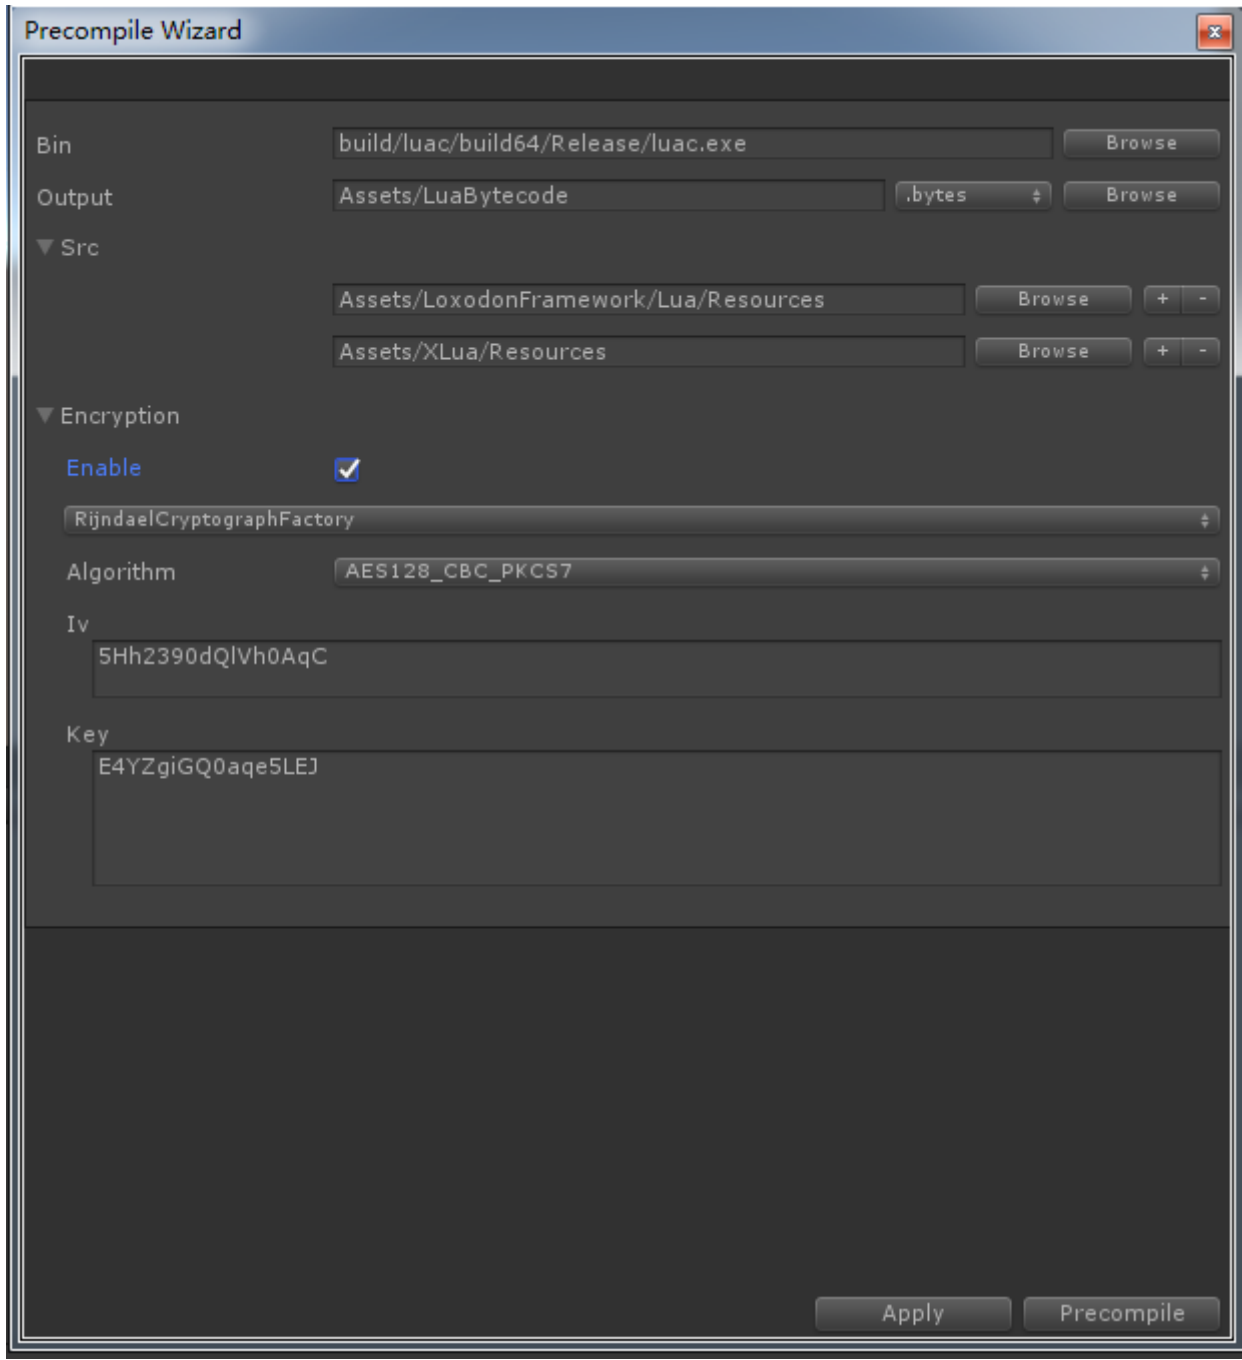 Precompile Wizard
Bin
build/luac/build64/Release/luac.exe
Browse
Output
Assets/LuaBytecode
.bytes
Browse
Src
Assets/LoxodonFramework/Lua/Resources
Browse
+
-
Assets/XLua/Resources
Browse
+
-
Encryption
Enable
RijndaelCryptographFactory
Algorithm
AES128_CBC_PKCS7
Iv
5Hh2390dQlVh0AqC
Key
E4YZgiGQ0aqe5LEJ
Apply
Precompile